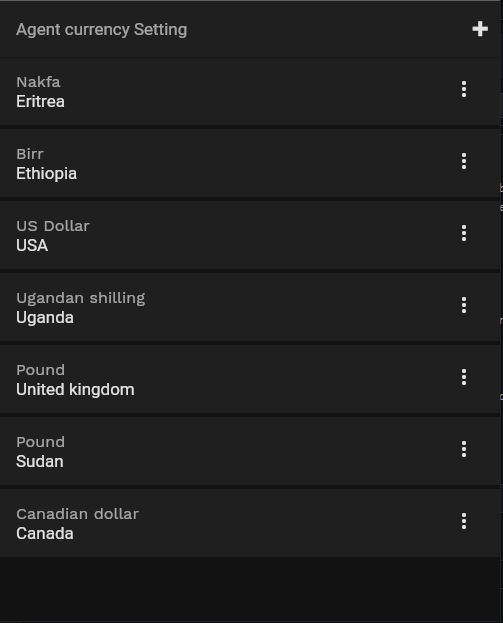 Agent currency Setting
Nakfa
Eritrea
Birr
Ethiopia
US Dollar
USA
Ugandan shilling
Uganda
Pound
United kingdom
Pound
Sudan
Canadian dollar
Canada